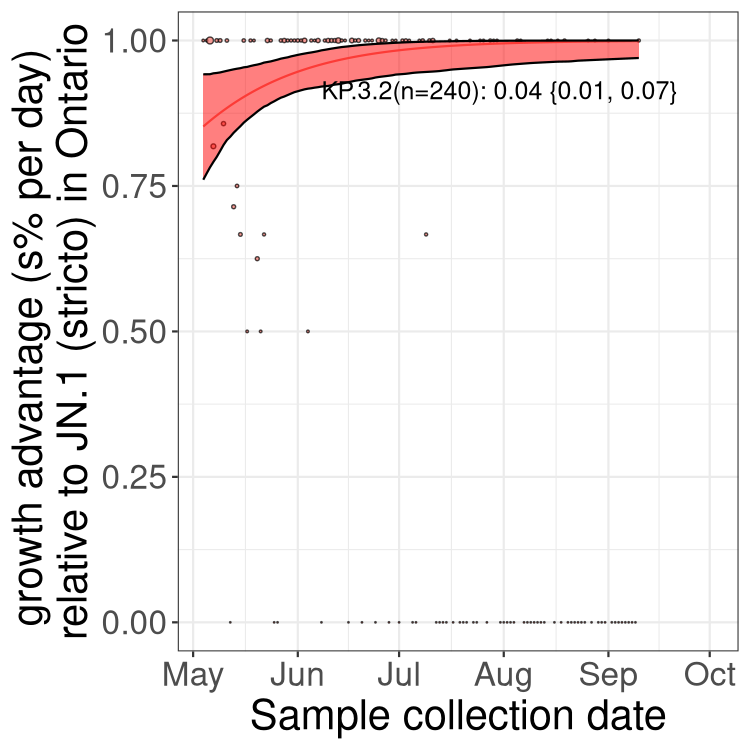 growth advantage (s% per day)
relative to JN.1 (stricto) in Ontario
1.00
0.75
0.50
0.25
0.00
KP.3.2(n=240): 0.04 {0.01, 0.07}
May Jun Jul Aug Sep Oct
Sample collection date